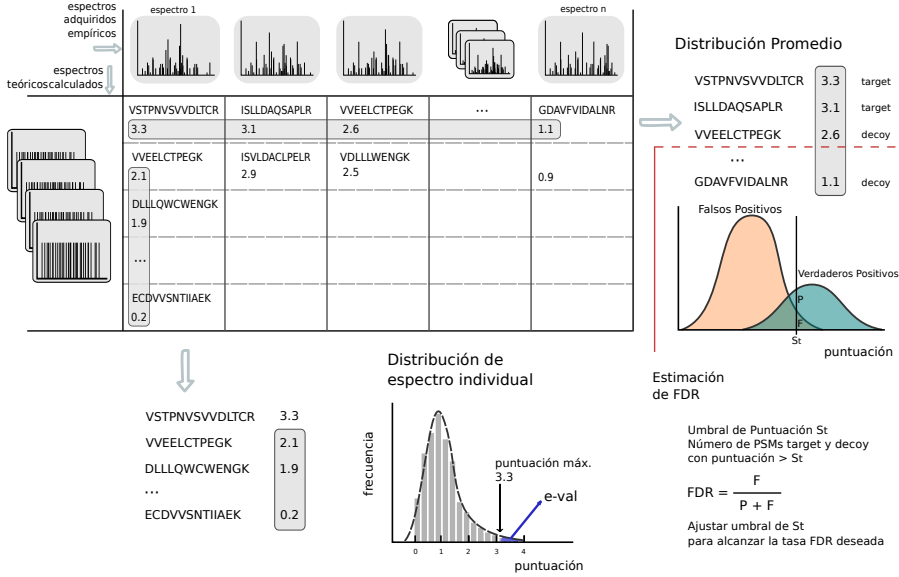 espectros
adquiridos
empíricos
espectro 1
espectro n
espectros
teóricoscalculados
VSTPNVSVVDLTCR
ISLLDAQSAPLR
VVEELCTPEGK
...
GDAVFVIDALNR
3.3
3.1
2.6
1.1
VVEELCTPEGK
ISVLDACLPELR
VDLLLWENGK
2.1
2.9
2.5
0.9
DLLLQWCWENGK
1.9
...
ECDVVSNTIIAEK
0.2
Distribución Promedio
VSTPNVSVVDLTCR 3.3 target
ISLLDAQSAPLR 3.1 target
VVEELCTPEGK 2.6 decoy
...
GDAVFVIDALNR 1.1 decoy
Falsos Positivos
Verdaderos Positivos
P
F
St
puntuación
Estimación
de FDR
Umbral de Puntuación St
Número de PSMs target y decoy
con puntuación > St
FDR = F
P + F
Ajustar umbral de St
para alcanzar la tasa FDR deseada
VSTPNVSVVDLTCR 3.3
VVEELCTPEGK 2.1
DLLLQWCWENGK 1.9
...
ECDVVSNTIIAEK 0.2
Distribución de
espectro individual
frecuencia
puntuación máx.
3.3
e-val
0 1 2 3 4
puntuación